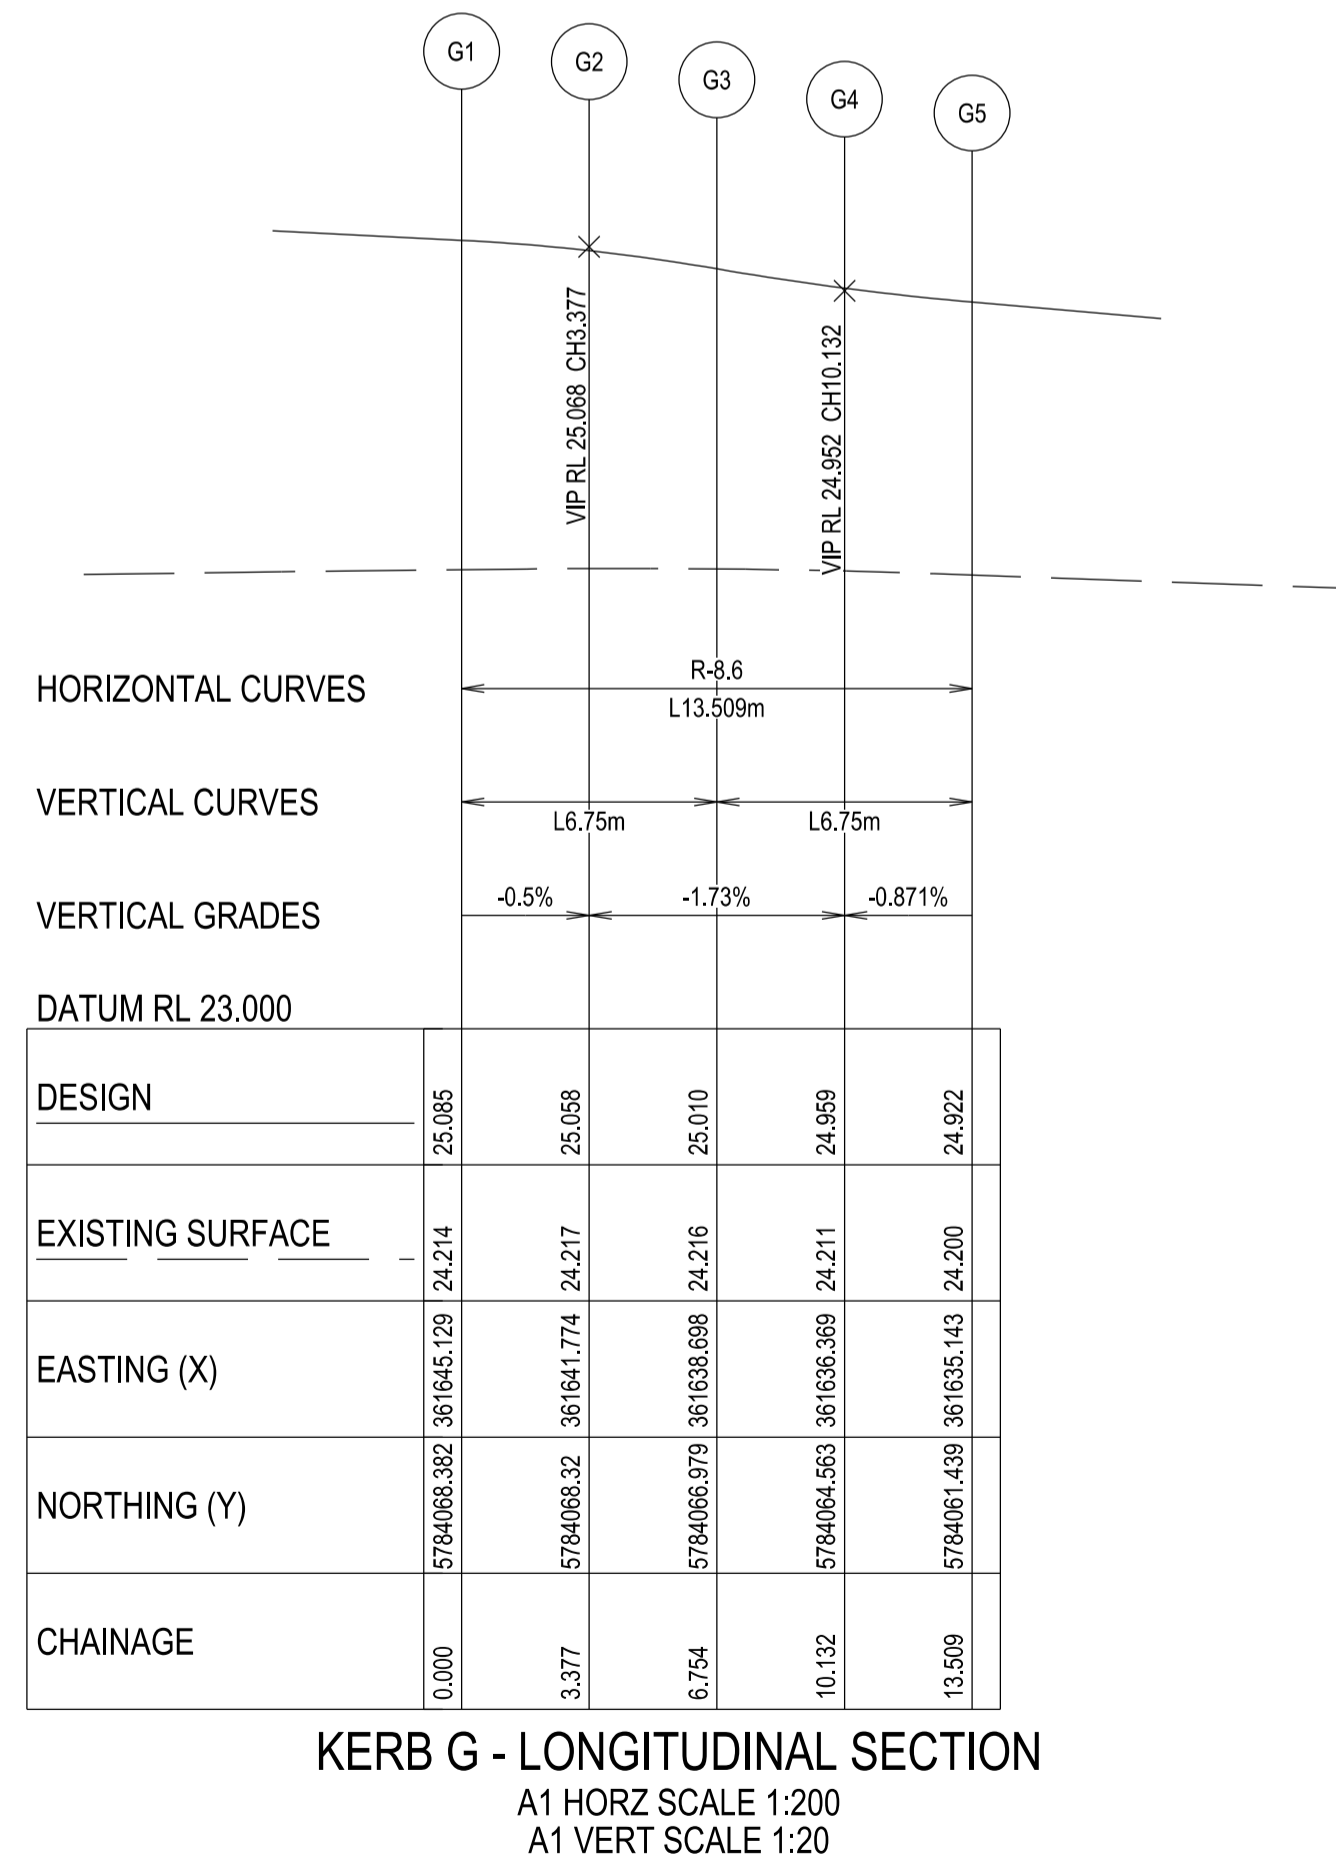 G1 G2 G3 G4 G5
VIP RL 25.068 CH3.377
VIP RL 24.952 CH10.132
HORIZONTAL CURVES
R-8.6
L13.509m
VERTICAL CURVES
L6.75m L6.75m
VERTICAL GRADES
-0.5% -1.73% -0.871%
DATUM RL 23.000
DESIGN 25.085 25.058 25.010 24.959 24.922
EXISTING SURFACE 24.214 24.217 24.216 24.211 24.200
EASTING (X) 361645.129 361641.774 361638.698 361636.369 361635.143
NORTHING (Y) 5784068.382 5784068.32 5784066.979 5784064.563 5784061.439
CHAINAGE 0.000 3.377 6.754 10.132 13.509
KERB G - LONGITUDINAL SECTION
A1 HORZ SCALE 1:200
A1 VERT SCALE 1:20